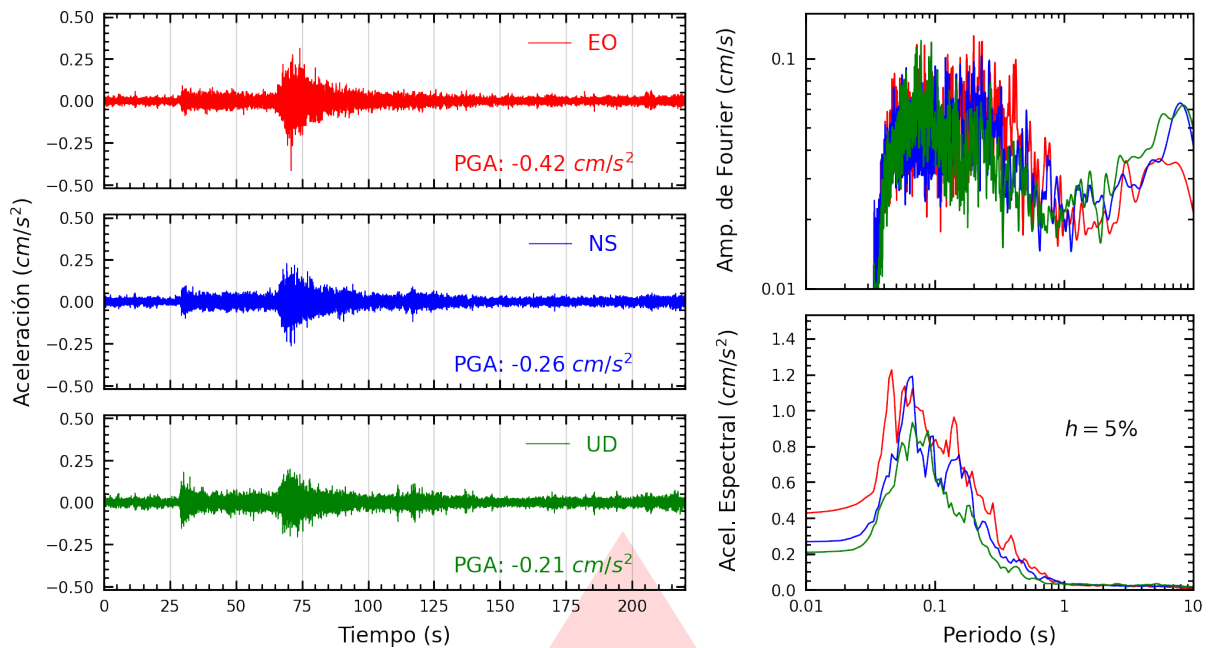 Aceleración (cm/s²)
0.50
0.25
0.00
−0.25
−0.50
EO
PGA: -0.42 cm/s²
0.50
0.25
0.00
−0.25
−0.50
NS
PGA: -0.26 cm/s²
0.50
0.25
0.00
−0.25
−0.50
UD
PGA: -0.21 cm/s²
0 25 50 75 100 125 150 175 200
Tiempo (s)
Amp. de Fourier (cm/s)
0.1
0.01
Acel. Espectral (cm/s²)
1.4
1.2
1.0
0.8
0.6
0.4
0.2
0.0
h = 5%
0.01 0.1 1 10
Periodo (s)